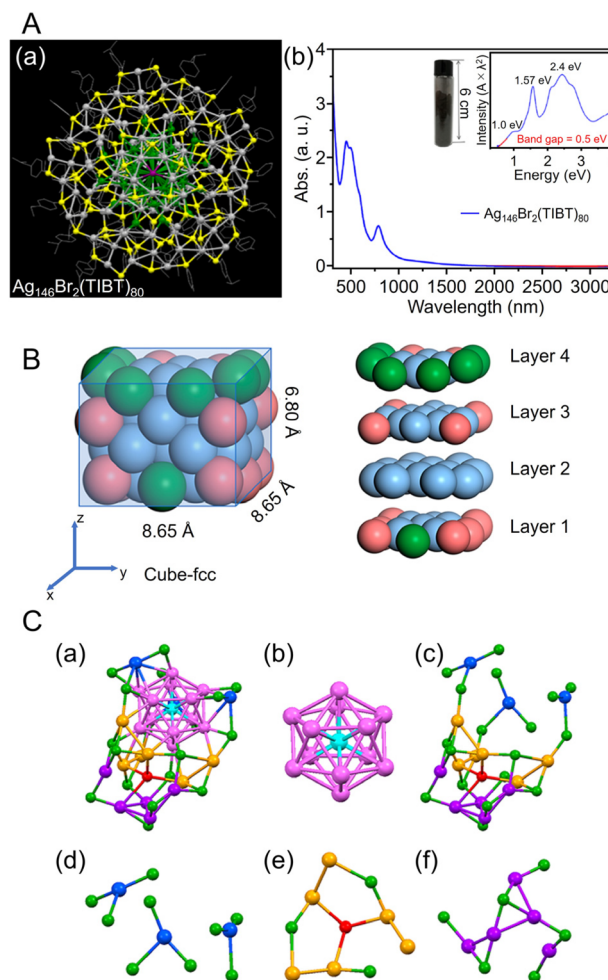 A
(a)
Ag146Br2(TIBT)80
(b)
Abs. (a. u.)
4
3
2
1
0
500 1000 1500 2000 2500 3000
Wavelength (nm)
6 cm
Ag146Br2(TIBT)80
Intensity (A × λ²)
1.0 eV
1.57 eV
2.4 eV
Band gap = 0.5 eV
1 2 3
Energy (eV)
B
6.80 Å
8.65 Å
8.65 Å
z
y
x
Cube-fcc
Layer 4
Layer 3
Layer 2
Layer 1
C
(a)
(b)
(c)
(d)
(e)
(f)